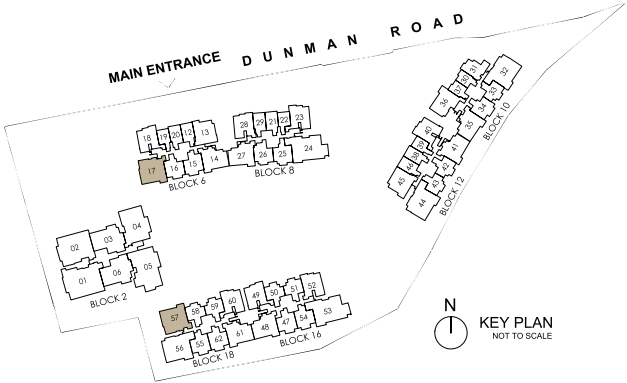 DUNMAN ROAD
MAIN ENTRANCE
31
32
30
37
33
36
34
35
BLOCK 10
28 29 21 22 23
18 19 20 12 13
40
39
38
41
46
42
45
43
44
BLOCK 12
17 16 15 14 27 26 25 24
BLOCK 6
BLOCK 8
04
03
02
01
06
05
BLOCK 2
57 58 59 60 49 50 51 52
56 55 62 61 48 47 54 53
BLOCK 18
BLOCK 16
N
KEY PLAN
NOT TO SCALE